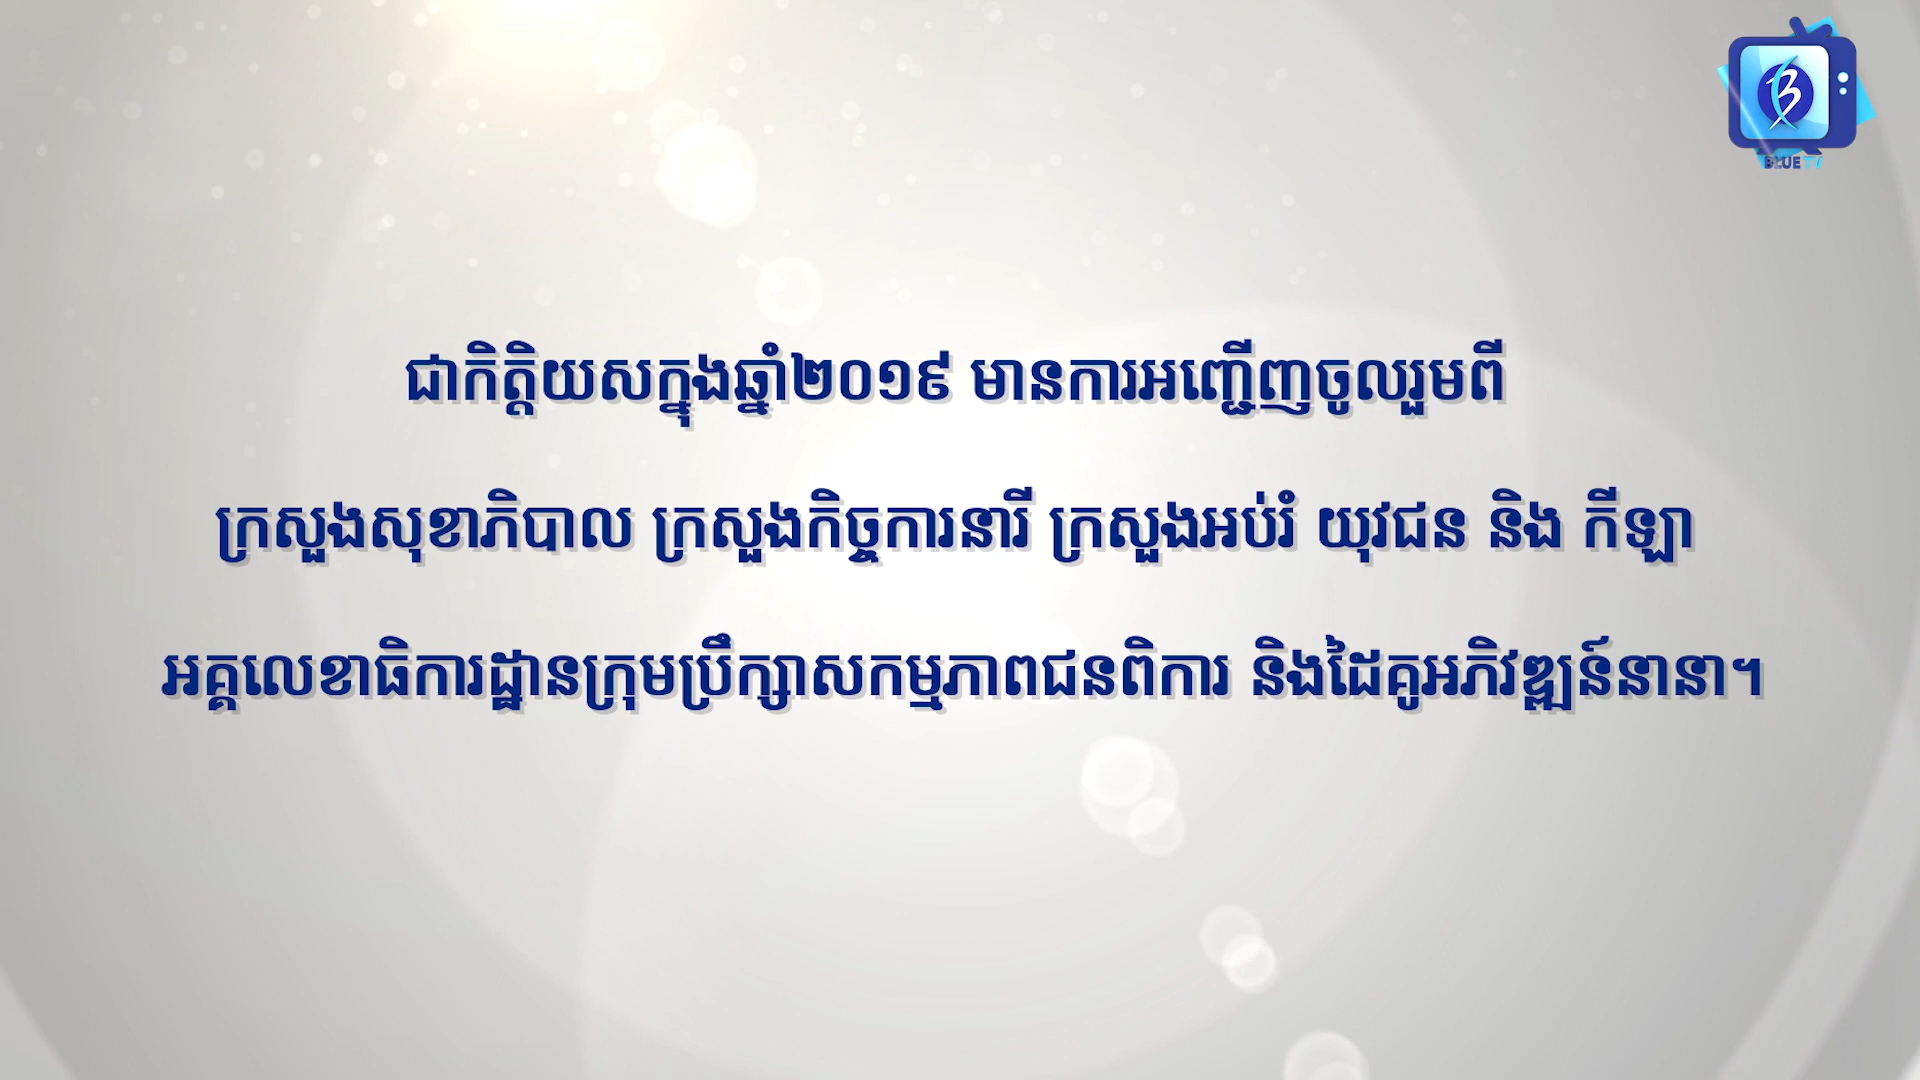 BLUE TV
ជាកិត្តិយសក្នុងឆ្នាំ២០១៩ មានការអញ្ជើញចូលរួមពី
ក្រសួងសុខាភិបាល ក្រសួងកិច្ចការនារី ក្រសួងអប់រំ យុវជន និង កីឡា
អគ្គលេខាធិការដ្ឋានក្រុមប្រឹក្សាសកម្មភាពជនពិការ និងដៃគូអភិវឌ្ឍន៍នានា។